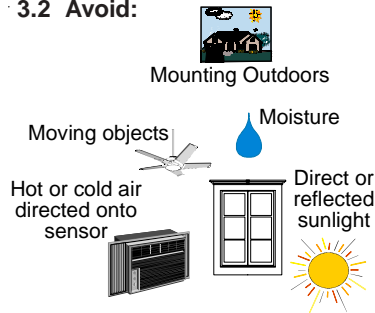 3.2 Avoid:
Mounting Outdoors
Moisture
Moving objects
Hot or cold air
directed onto
sensor
Direct or
reflected
sunlight